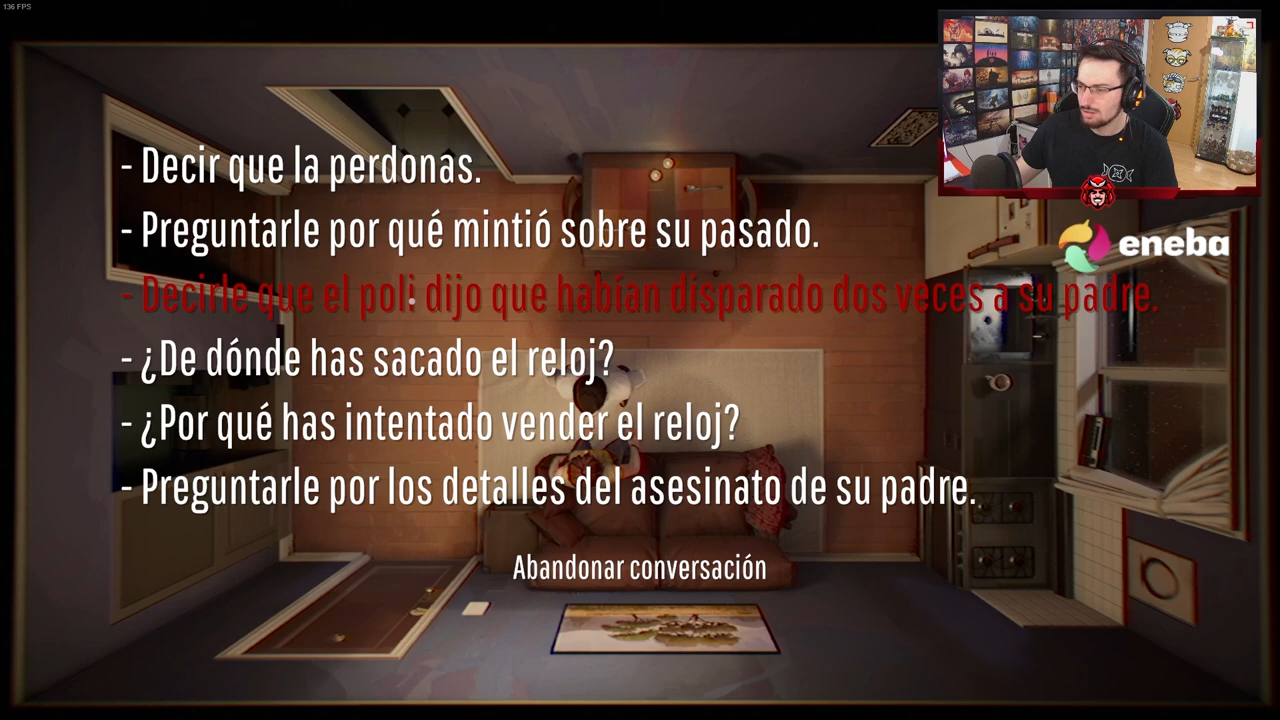 136 FPS
- Decir que la perdonas.
- Preguntarle por qué mintió sobre su pasado.
- Decirle que el poli dijo que habían disparado dos veces a su padre.
- ¿De dónde has sacado el reloj?
- ¿Por qué has intentado vender el reloj?
- Preguntarle por los detalles del asesinato de su padre.
Abandonar conversación
eneba